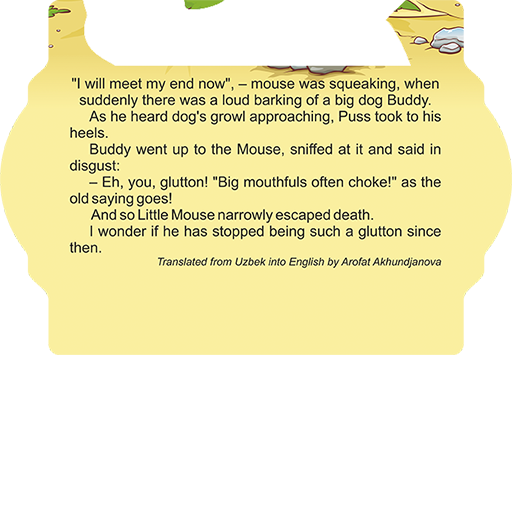 "I will meet my end now", – mouse was squeaking, when
suddenly there was a loud barking of a big dog Buddy.
As he heard dog's growl approaching, Puss took to his
heels.
Buddy went up to the Mouse, sniffed at it and said in
disgust:
– Eh, you, glutton! "Big mouthfuls often choke!" as the
old saying goes!
And so Little Mouse narrowly escaped death.
I wonder if he has stopped being such a glutton since
then.
Translated from Uzbek into English by Arofat Akhundjanova